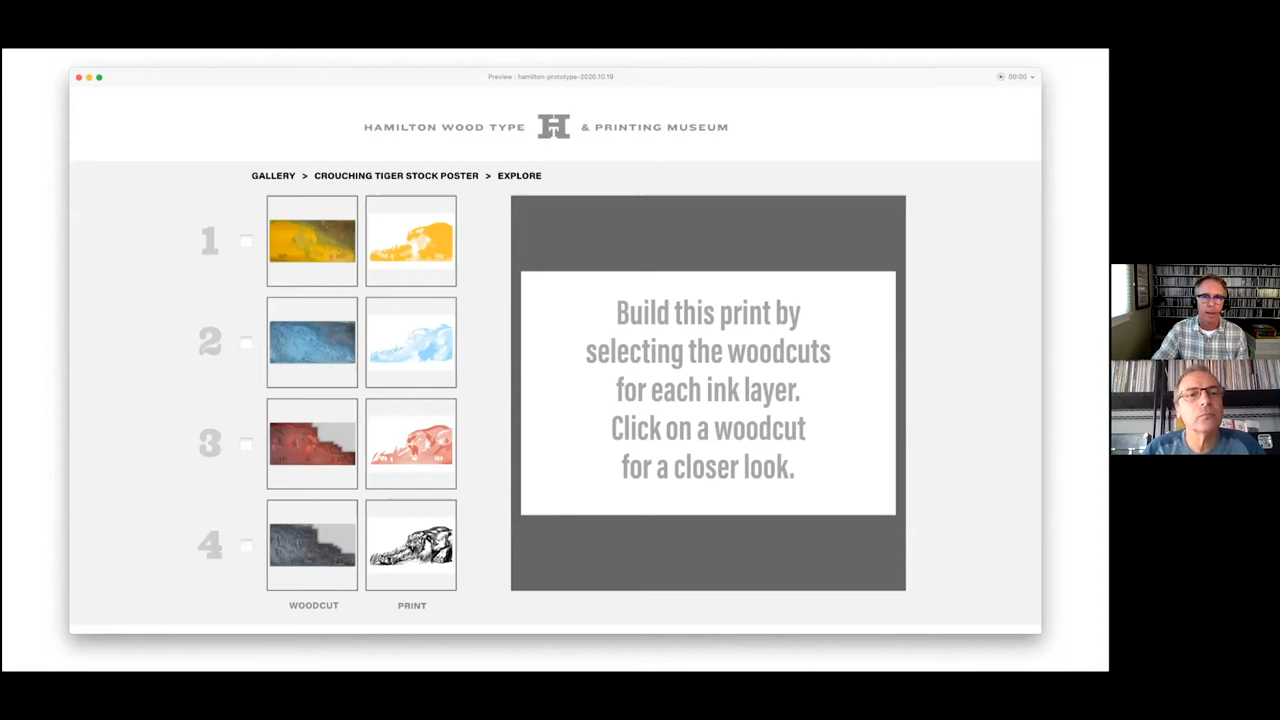 Preview : hamilton-prototype-2020.10.19
00:00
HAMILTON WOOD TYPE H & PRINTING MUSEUM
GALLERY > CROUCHING TIGER STOCK POSTER > EXPLORE
1
2
3
4
WOODCUT PRINT
Build this print by
selecting the woodcuts
for each ink layer.
Click on a woodcut
for a closer look.